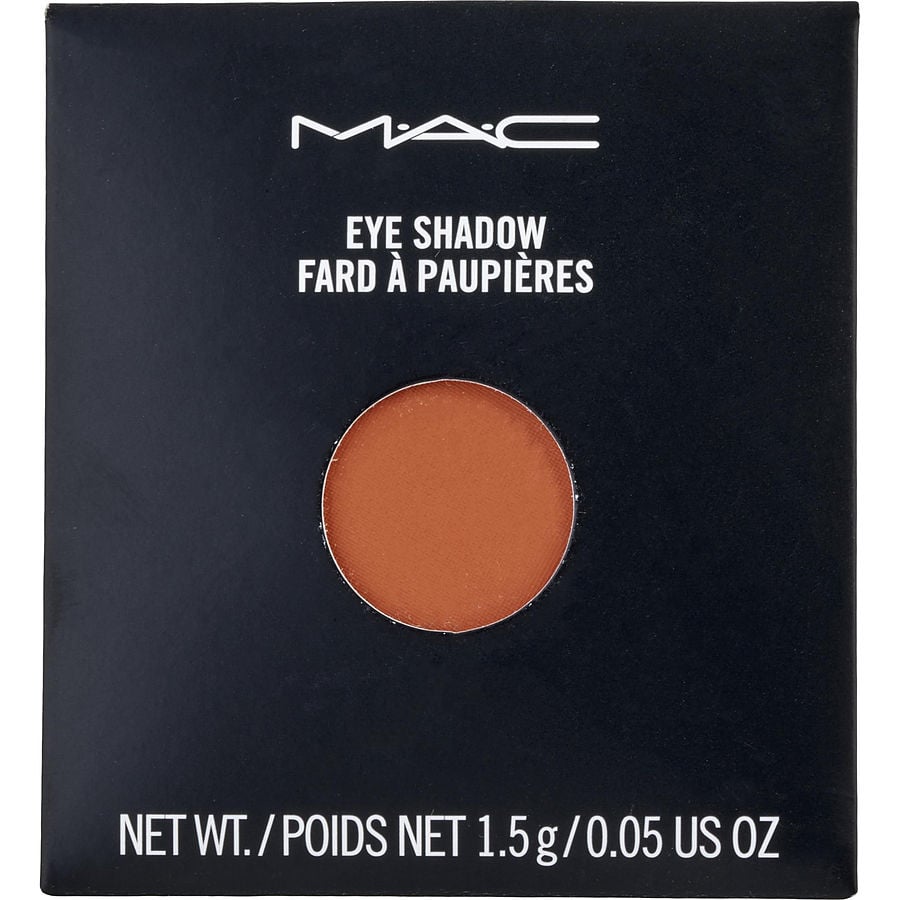 M·A·C
EYE SHADOW
FARD À PAUPIÈRES
NET WT. / POIDS NET 1.5 g / 0.05 US OZ